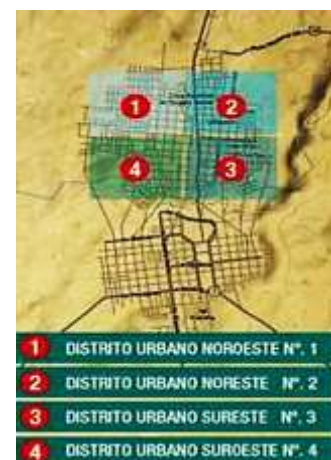 1 2
4 3
1 DISTRITO URBANO NOROESTE Nº. 1
2 DISTRITO URBANO NORESTE Nº. 2
3 DISTRITO URBANO SURESTE Nº. 3
4 DISTRITO URBANO SUROESTE Nº. 4